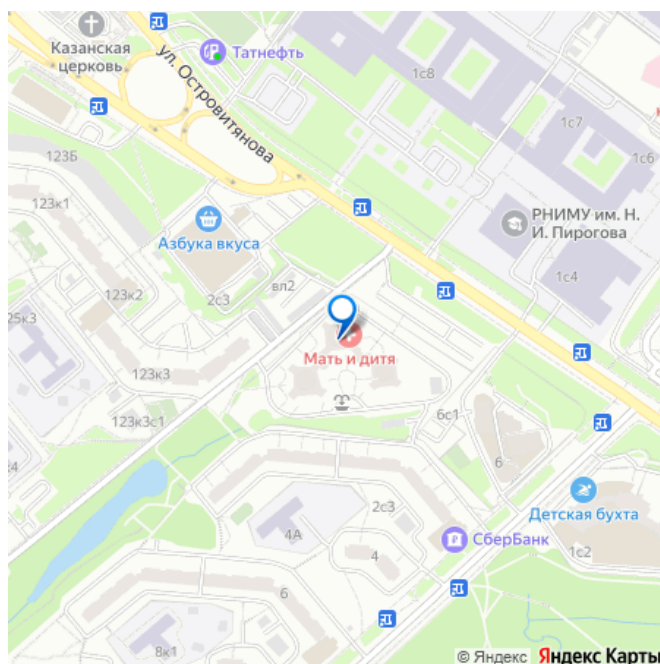 Казанская
церковь
Татнефть
ул. Островитянова
1с8
1с7
1с6
123Б
123к1
Азбука вкуса
РНИМУ им. Н.
И. Пирогова
1с4
123к2
2с3
вл2
25к3
Мать и дитя
123к3
123к3с1
6с1
6
2с3
4А
4
Детская бухта
СберБанк
1с2
6
8к1
© Яндекс Яндекс Карты